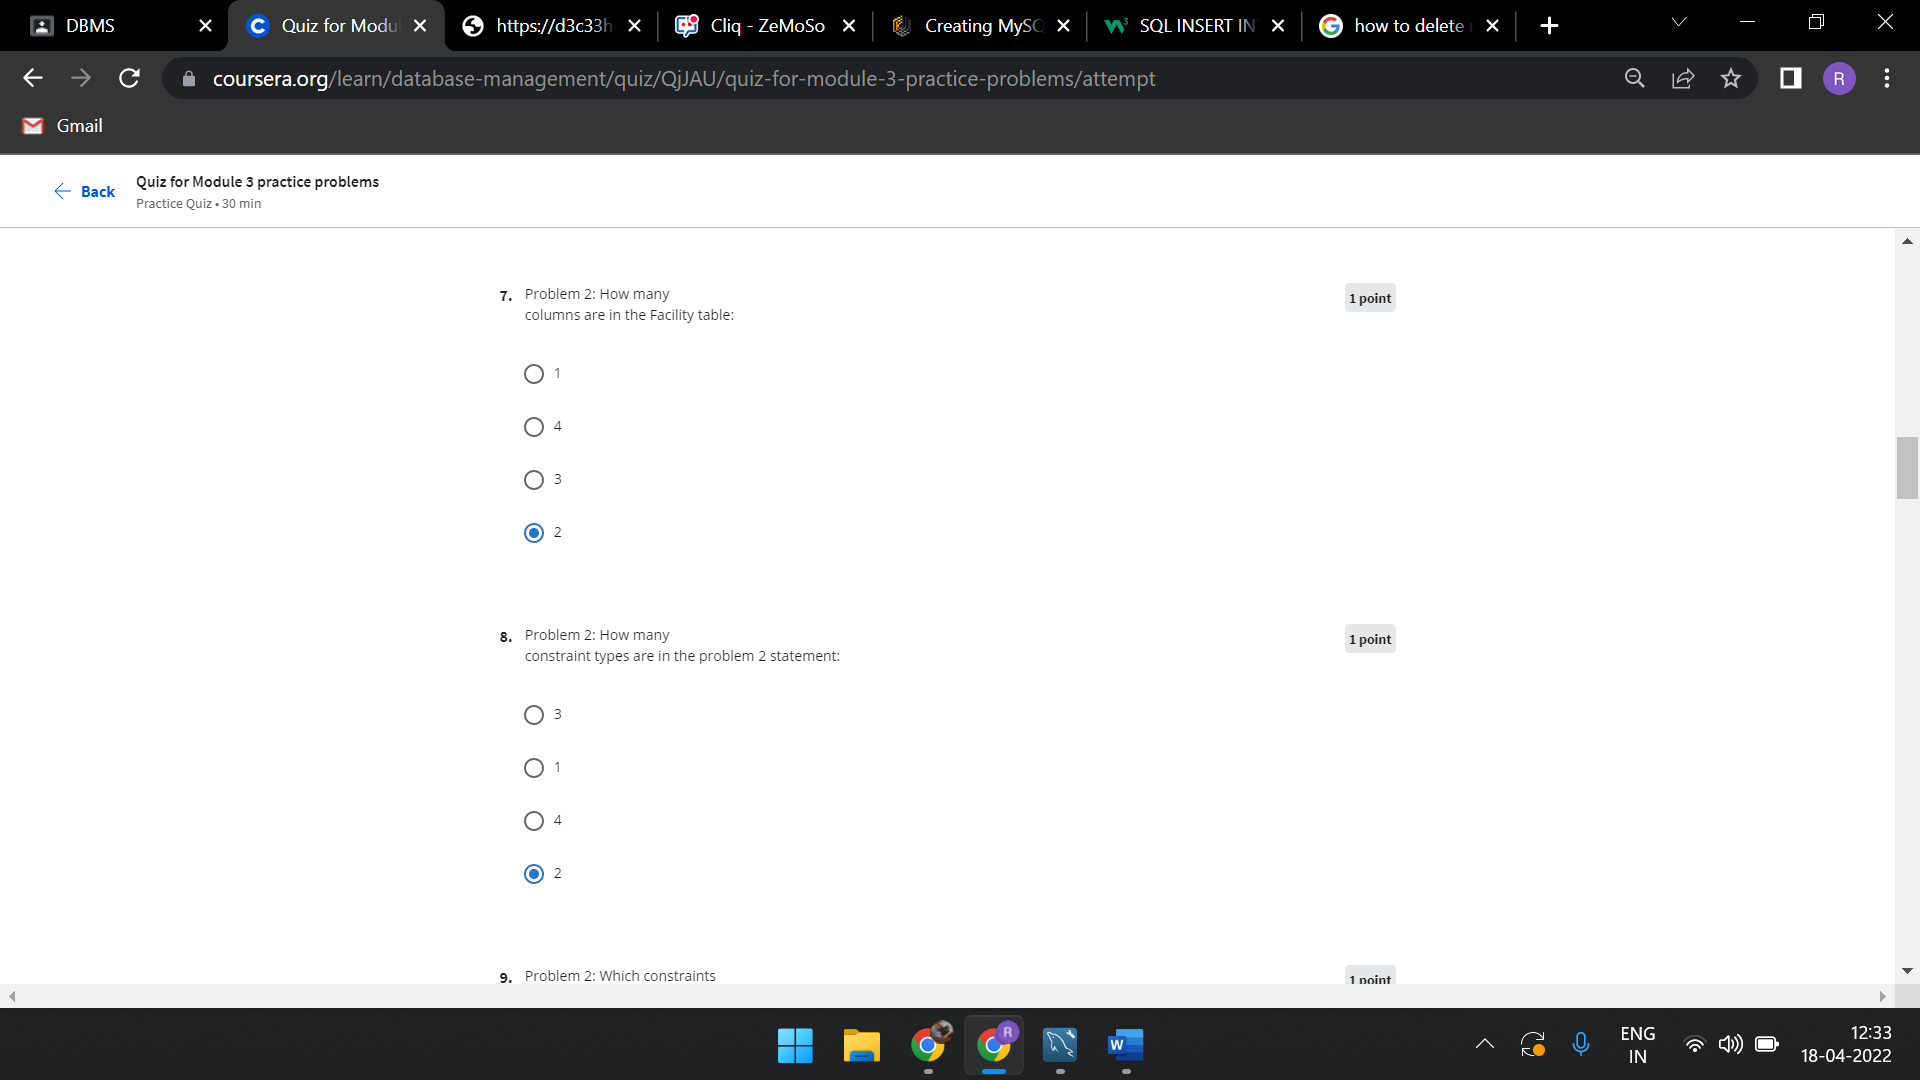 DBMS
Quiz for Modul
https://d3c33h
Cliq - ZeMoSo
Creating MySQ
SQL INSERT IN
how to delete
coursera.org/learn/database-management/quiz/QjJAU/quiz-for-module-3-practice-problems/attempt
R
Gmail
Back
Quiz for Module 3 practice problems
Practice Quiz • 30 min
7. Problem 2: How many
columns are in the Facility table:
1 point
1
4
3
2
8. Problem 2: How many
constraint types are in the problem 2 statement:
1 point
3
1
4
2
9. Problem 2: Which constraints
1 point
R
W
ENG
IN
12:33
18-04-2022